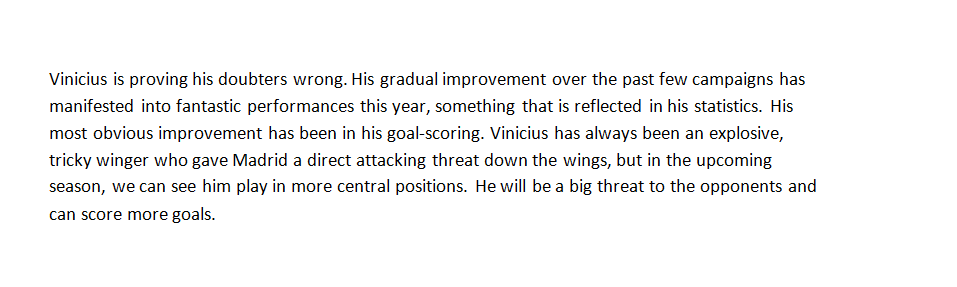 Vinicius is proving his doubters wrong. His gradual improvement over the past few campaigns has
manifested into fantastic performances this year, something that is reflected in his statistics. His
most obvious improvement has been in his goal-scoring. Vinicius has always been an explosive,
tricky winger who gave Madrid a direct attacking threat down the wings, but in the upcoming
season, we can see him play in more central positions. He will be a big threat to the opponents and
can score more goals.